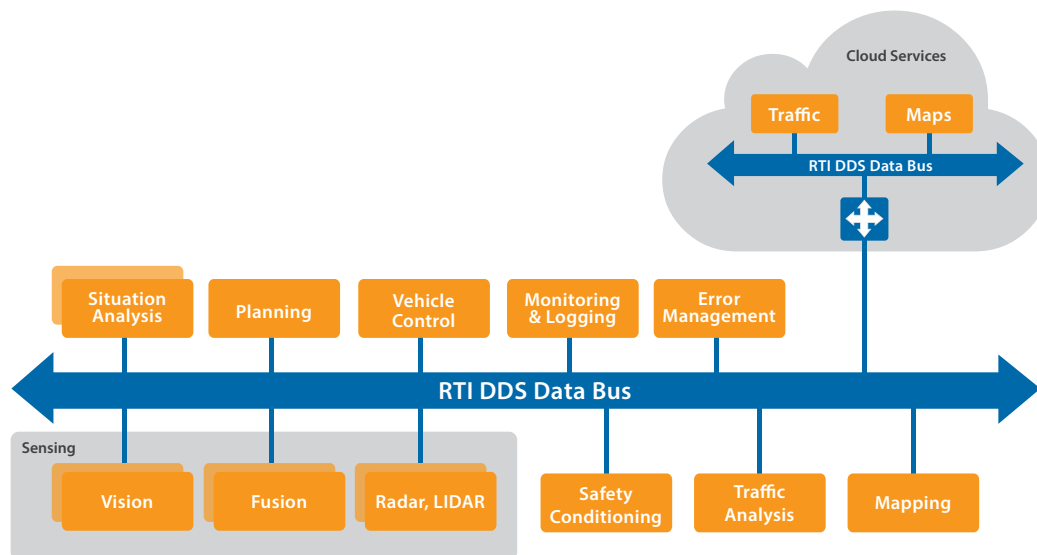 Cloud Services
Traffic
Maps
RTI DDS Data Bus
Situation
Analysis
Planning
Vehicle
Control
Monitoring
& Logging
Error
Management
RTI DDS Data Bus
Sensing
Vision
Fusion
Radar, LIDAR
Safety
Conditioning
Traffic
Analysis
Mapping